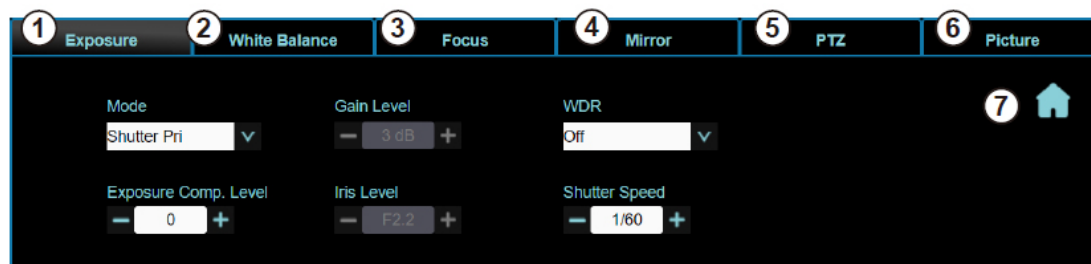 1 Exposure 2 White Balance 3 Focus 4 Mirror 5 PTZ 6 Picture
Mode Gain Level WDR
7
Shutter Pri 3 dB Off
Exposure Comp. Level Iris Level Shutter Speed
0 F2.2 1/60